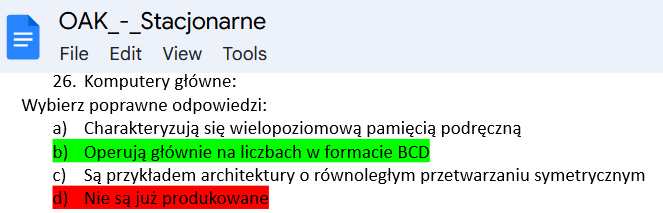 OAK_-_Stacjonarne
File Edit View Tools
26. Komputery główne:
Wybierz poprawne odpowiedzi:
a) Charakteryzują się wielopoziomową pamięcią podręczną
b) Operują głównie na liczbach w formacie BCD
c) Są przykładem architektury o równoległym przetwarzaniu symetrycznym
d) Nie są już produkowane